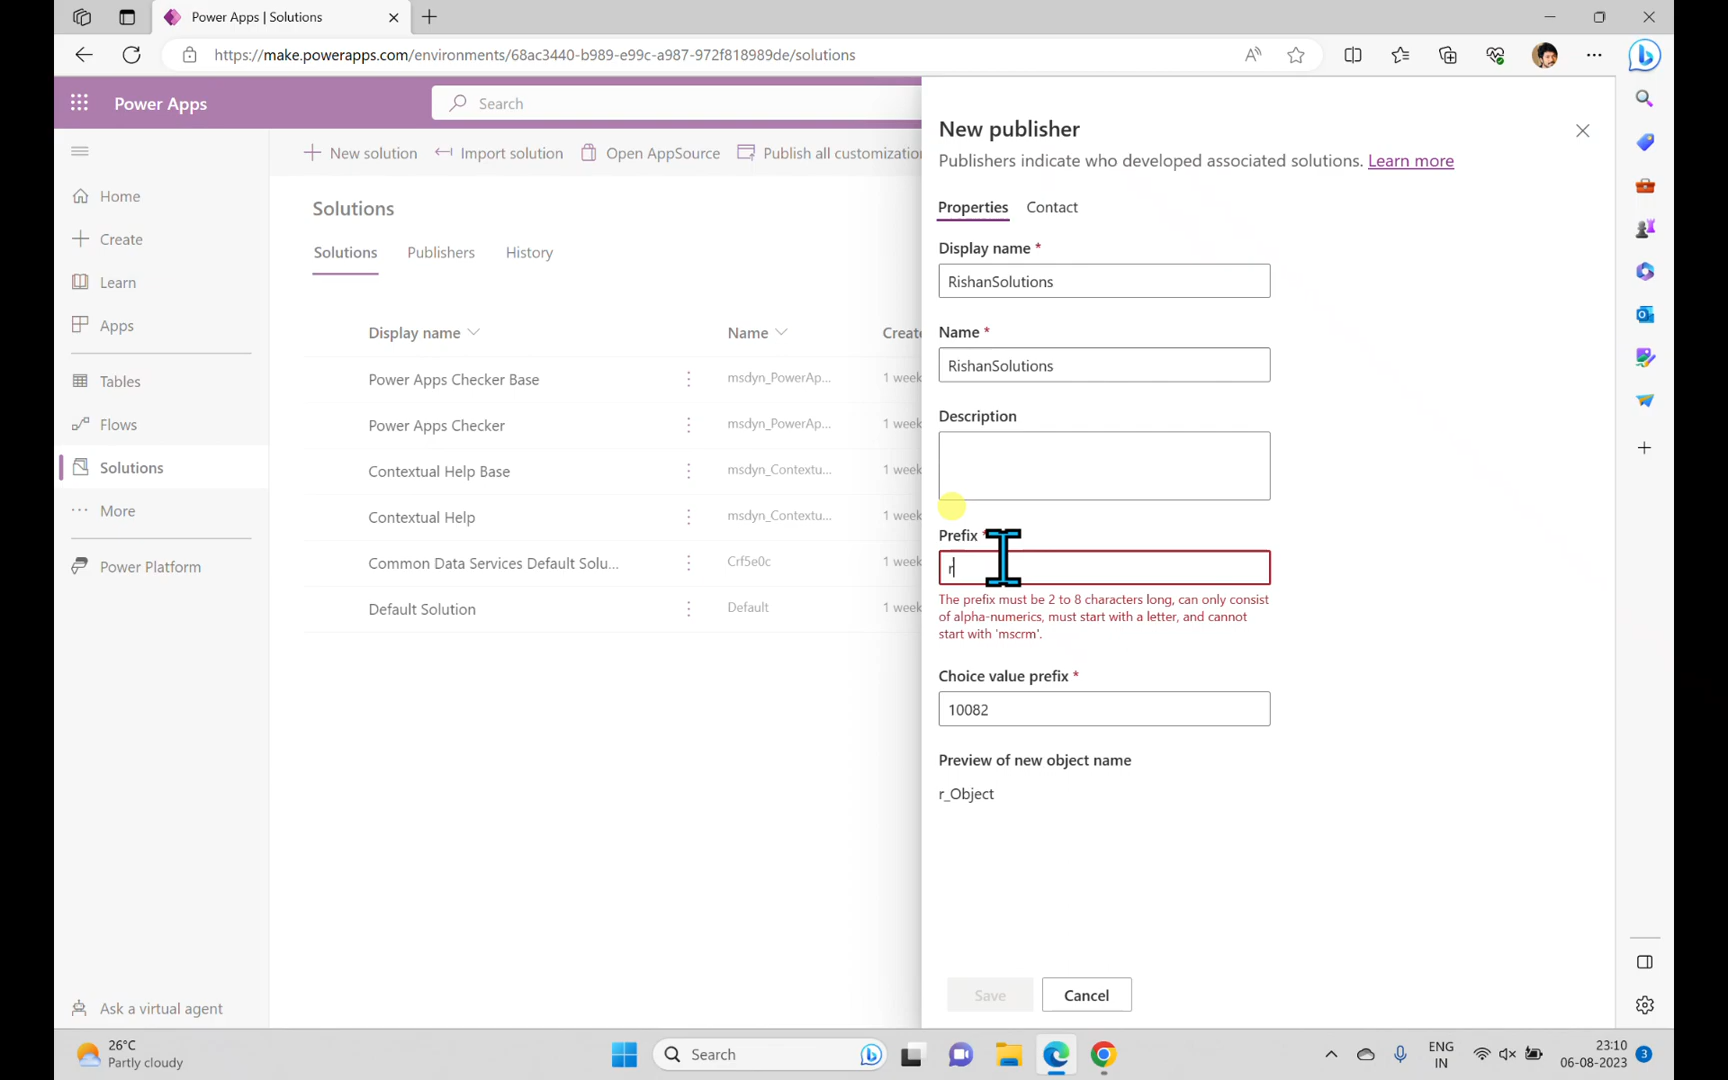 Power Apps | Solutions
https://make.powerapps.com/environments/68ac3440-b989-e99c-a987-972f818989de/solutions
Power Apps
Search
New solution
Import solution
Open AppSource
Publish all customization
Home
Create
Learn
Apps
Tables
Flows
Solutions
More
Power Platform
Ask a virtual agent
Solutions
Solutions
Publishers
History
Display name
Name
Create
Power Apps Checker Base
msdyn_PowerAp...
1 week
Power Apps Checker
msdyn_PowerAp...
1 week
Contextual Help Base
msdyn_Contextu...
1 week
Contextual Help
msdyn_Contextu...
1 week
Common Data Services Default Solu...
Crf5e0c
1 week
Default Solution
Default
1 week
New publisher
Publishers indicate who developed associated solutions. Learn more
Properties
Contact
Display name *
RishanSolutions
Name *
RishanSolutions
Description
Prefix
r
The prefix must be 2 to 8 characters long, can only consist
of alpha-numerics, must start with a letter, and cannot
start with 'mscrm'.
Choice value prefix *
10082
Preview of new object name
r_Object
Save
Cancel
26°C
Partly cloudy
Search
ENG
IN
23:10
06-08-2023
3